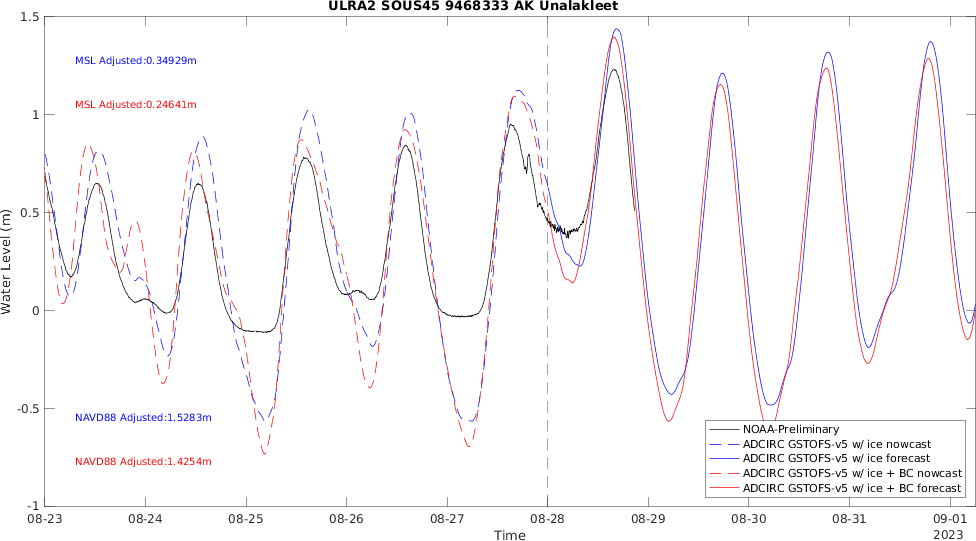 ULRA2 SOUS45 9468333 AK Unalakleet
1.5
1
0.5
0
-0.5
-1
Water Level (m)
MSL Adjusted:0.34929m
MSL Adjusted:0.24641m
NAVD88 Adjusted:1.5283m
NAVD88 Adjusted:1.4254m
NOAA-Preliminary
ADCIRC GSTOFS-v5 w/ ice nowcast
ADCIRC GSTOFS-v5 w/ ice forecast
ADCIRC GSTOFS-v5 w/ ice + BC nowcast
ADCIRC GSTOFS-v5 w/ ice + BC forecast
08-23 08-24 08-25 08-26 08-27 08-28 08-29 08-30 08-31 09-01
Time
2023